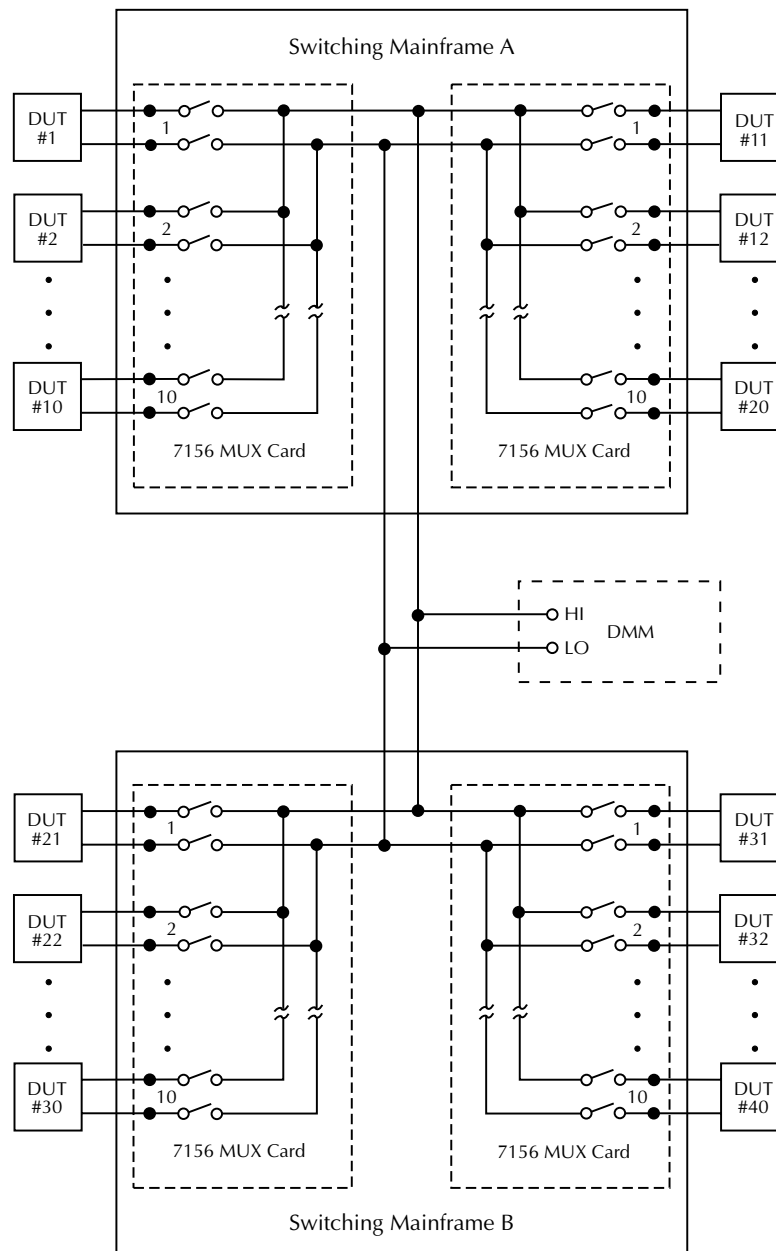 Switching Mainframe A
DUT
#1
1
1
DUT
#11
DUT
#2
2
2
DUT
#12
DUT
#10
10
10
DUT
#20
7156 MUX Card
7156 MUX Card
HI
DMM
LO
DUT
#21
1
1
DUT
#31
DUT
#22
2
2
DUT
#32
DUT
#30
10
10
DUT
#40
7156 MUX Card
7156 MUX Card
Switching Mainframe B